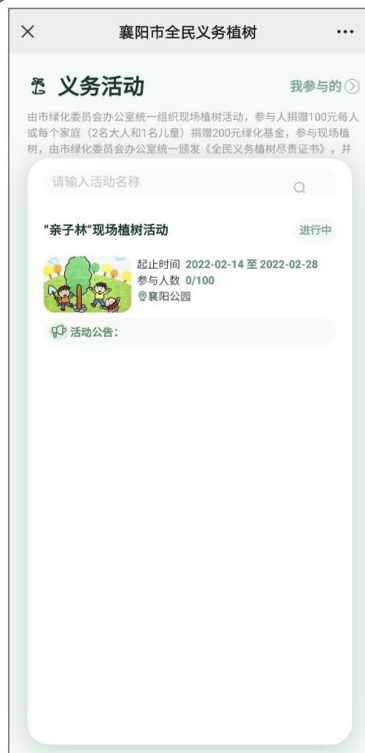 襄阳市全民义务植树
义务活动
我参与的
由市绿化委员会办公室统一组织现场植树活动，参与人捐赠100元每人
或每个家庭（2名大人和1名儿童）捐赠200元绿化基金，参与现场植
树，由市绿化委员会办公室统一颁发《全民义务植树尽责证书》，并
请输入活动名称
“亲子林”现场植树活动
进行中
起止时间 2022-02-14 至 2022-02-28
参与人数 0/100
襄阳公园
活动公告：